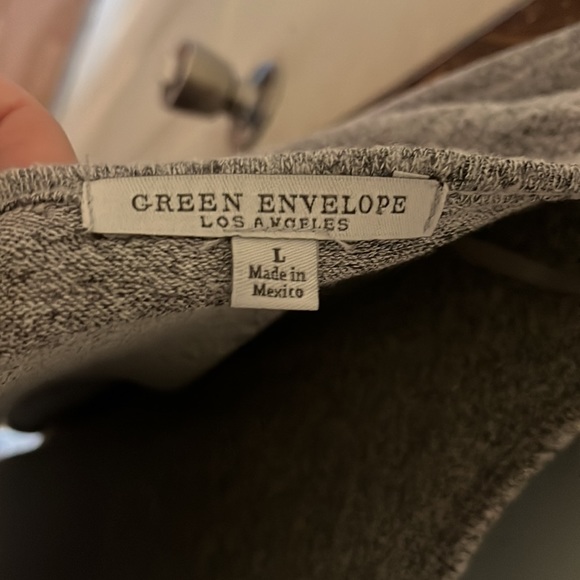 GREEN ENVELOPE
LOS ANGELES
L
Made in
Mexico